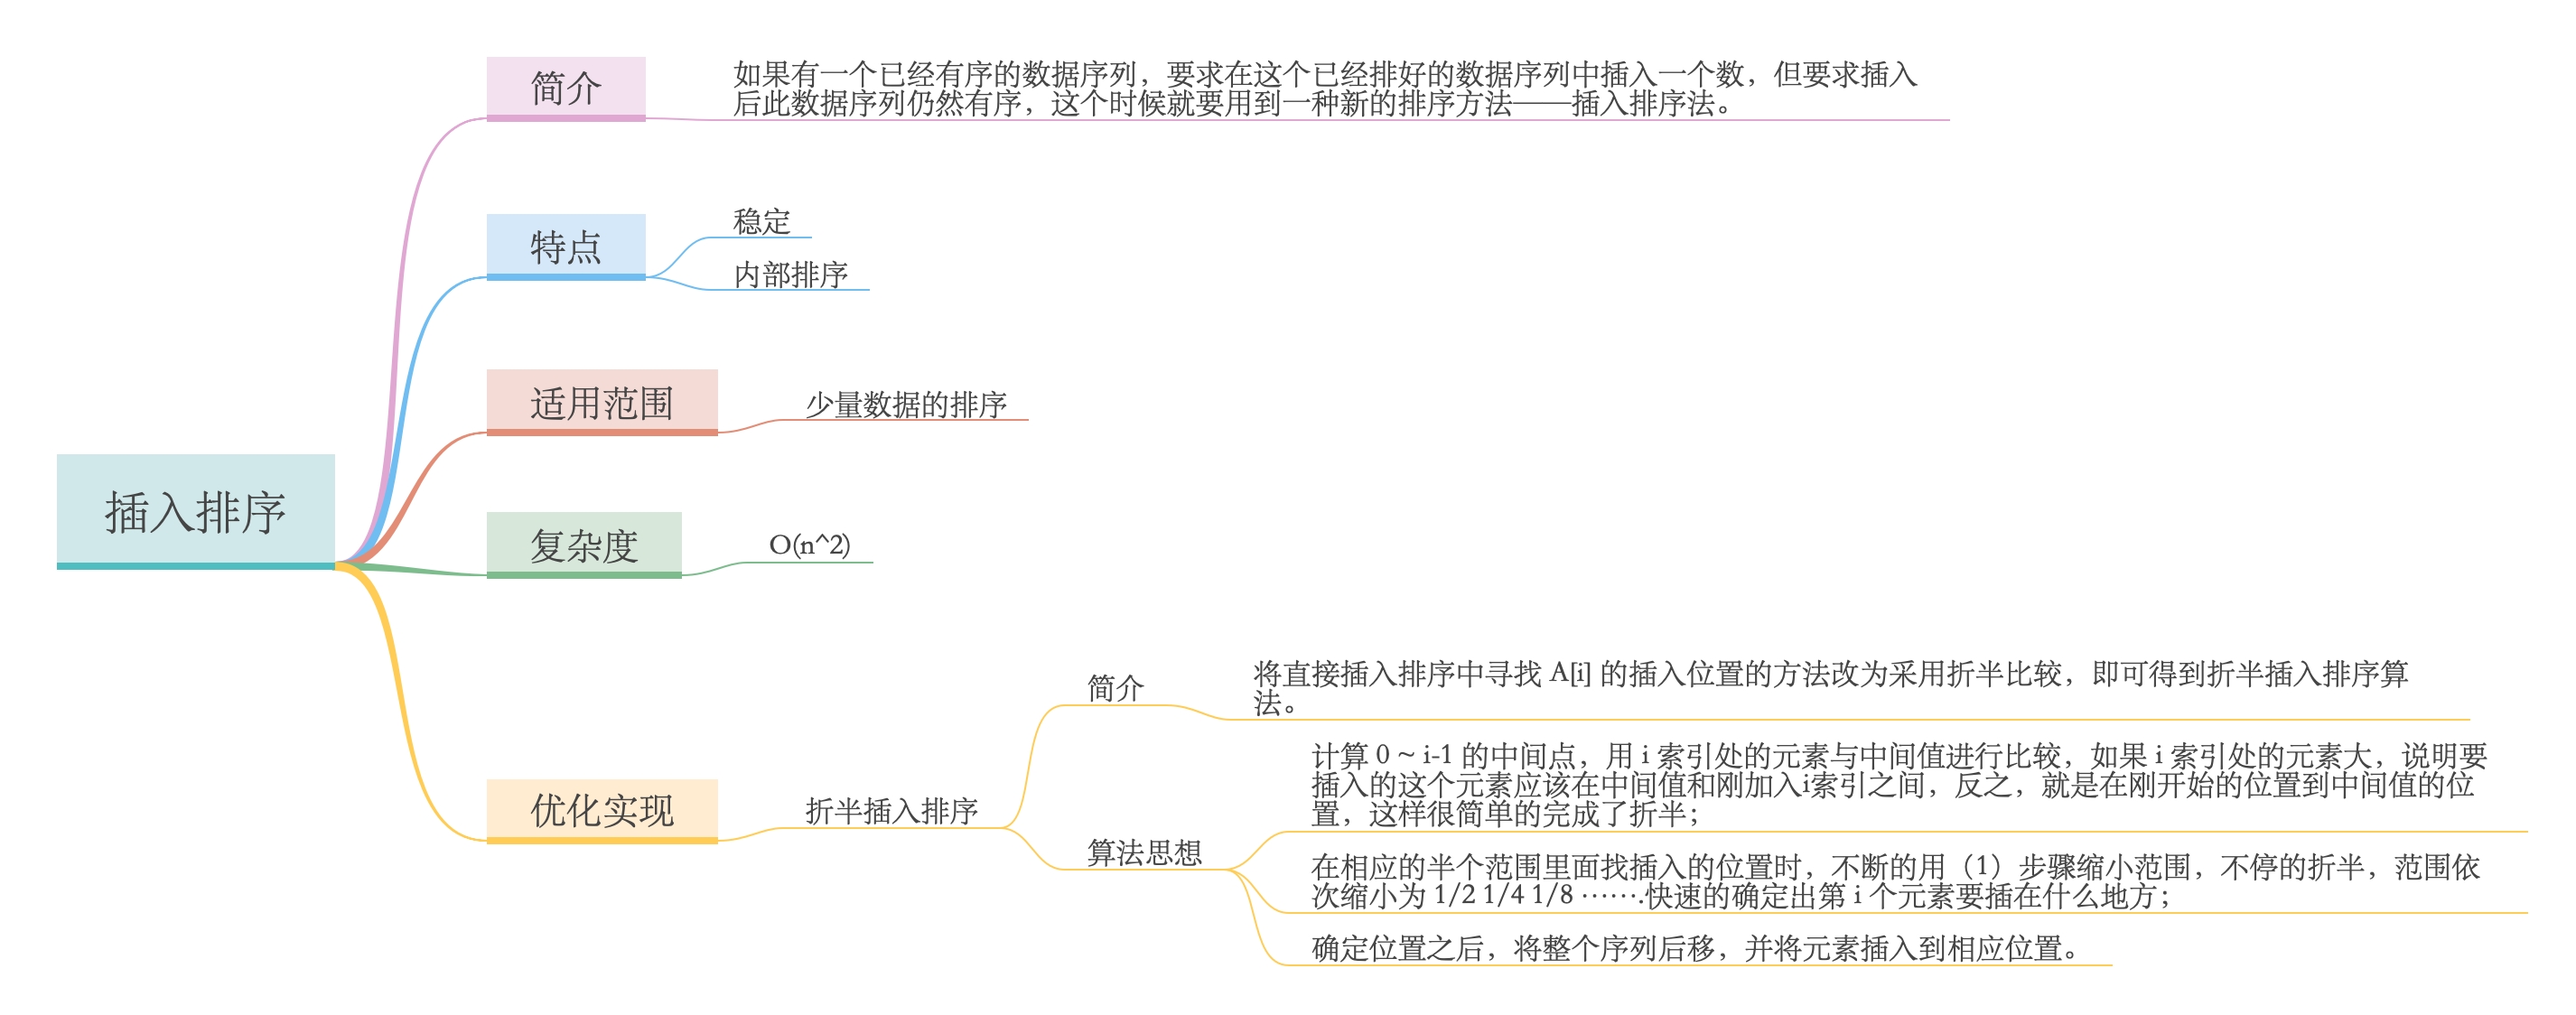 插入排序
简介
如果有一个已经有序的数据序列，要求在这个已经排好的数据序列中插入一个数，但要求插入
后此数据序列仍然有序，这个时候就要用到一种新的排序方法——插入排序法。
特点
稳定
内部排序
适用范围
少量数据的排序
复杂度
O(n^2)
优化实现
折半插入排序
简介
将直接插入排序中寻找 A[i] 的插入位置的方法改为采用折半比较，即可得到折半插入排序算
法。
算法思想
计算 0 ~ i-1 的中间点，用 i 索引处的元素与中间值进行比较，如果 i 索引处的元素大，说明要
插入的这个元素应该在中间值和刚加入i索引之间，反之，就是在刚开始的位置到中间值的位
置，这样很简单的完成了折半；
在相应的半个范围里面找插入的位置时，不断的用（1）步骤缩小范围，不停的折半，范围依
次缩小为 1/2 1/4 1/8 …….快速的确定出第 i 个元素要插在什么地方；
确定位置之后，将整个序列后移，并将元素插入到相应位置。